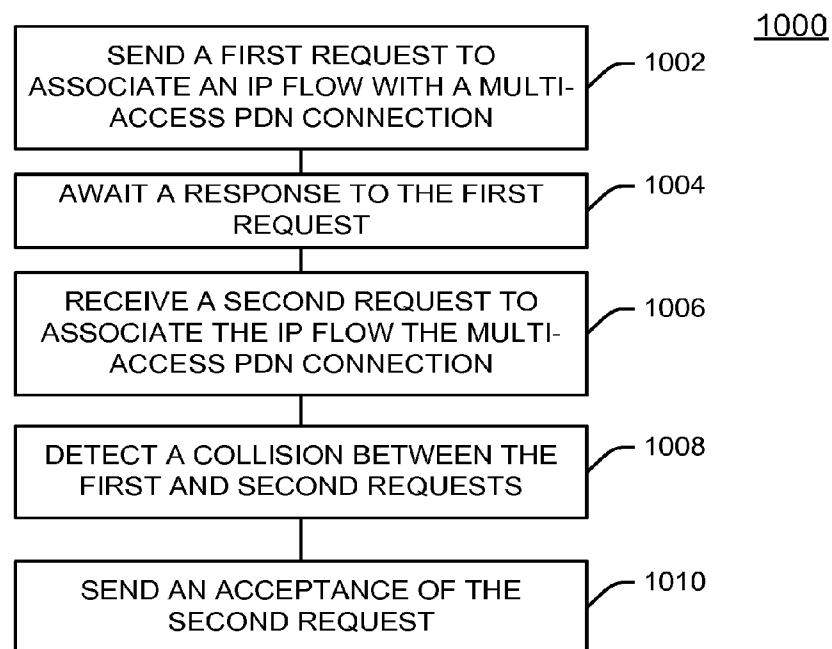 1000
SEND A FIRST REQUEST TO
ASSOCIATE AN IP FLOW WITH A MULTI-
ACCESS PDN CONNECTION
1002
AWAIT A RESPONSE TO THE FIRST
REQUEST
1004
RECEIVE A SECOND REQUEST TO
ASSOCIATE THE IP FLOW THE MULTI-
ACCESS PDN CONNECTION
1006
DETECT A COLLISION BETWEEN THE
FIRST AND SECOND REQUESTS
1008
SEND AN ACCEPTANCE OF THE
SECOND REQUEST
1010